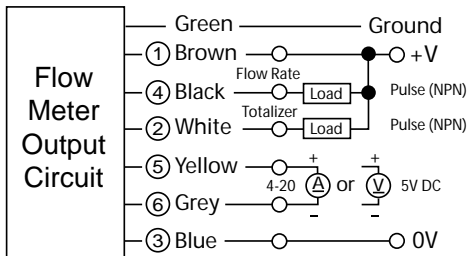 Flow
Meter
Output
Circuit
Green Ground
① Brown +V
④ Black Flow Rate Load Pulse (NPN)
② White Totalizer Load Pulse (NPN)
⑤ Yellow + +
4-20 A or V 5V DC
⑥ Grey – –
③ Blue 0V